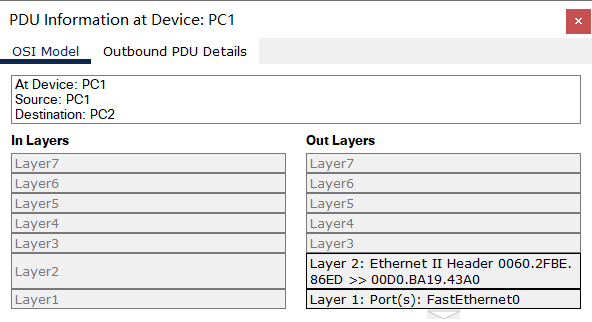 PDU Information at Device: PC1
×
OSI Model Outbound PDU Details
At Device: PC1
Source: PC1
Destination: PC2
In Layers Out Layers
Layer7 Layer7
Layer6 Layer6
Layer5 Layer5
Layer4 Layer4
Layer3 Layer3
Layer2
Layer 2: Ethernet II Header 0060.2FBE.
86ED >> 00D0.BA19.43A0
Layer1 Layer 1: Port(s): FastEthernet0